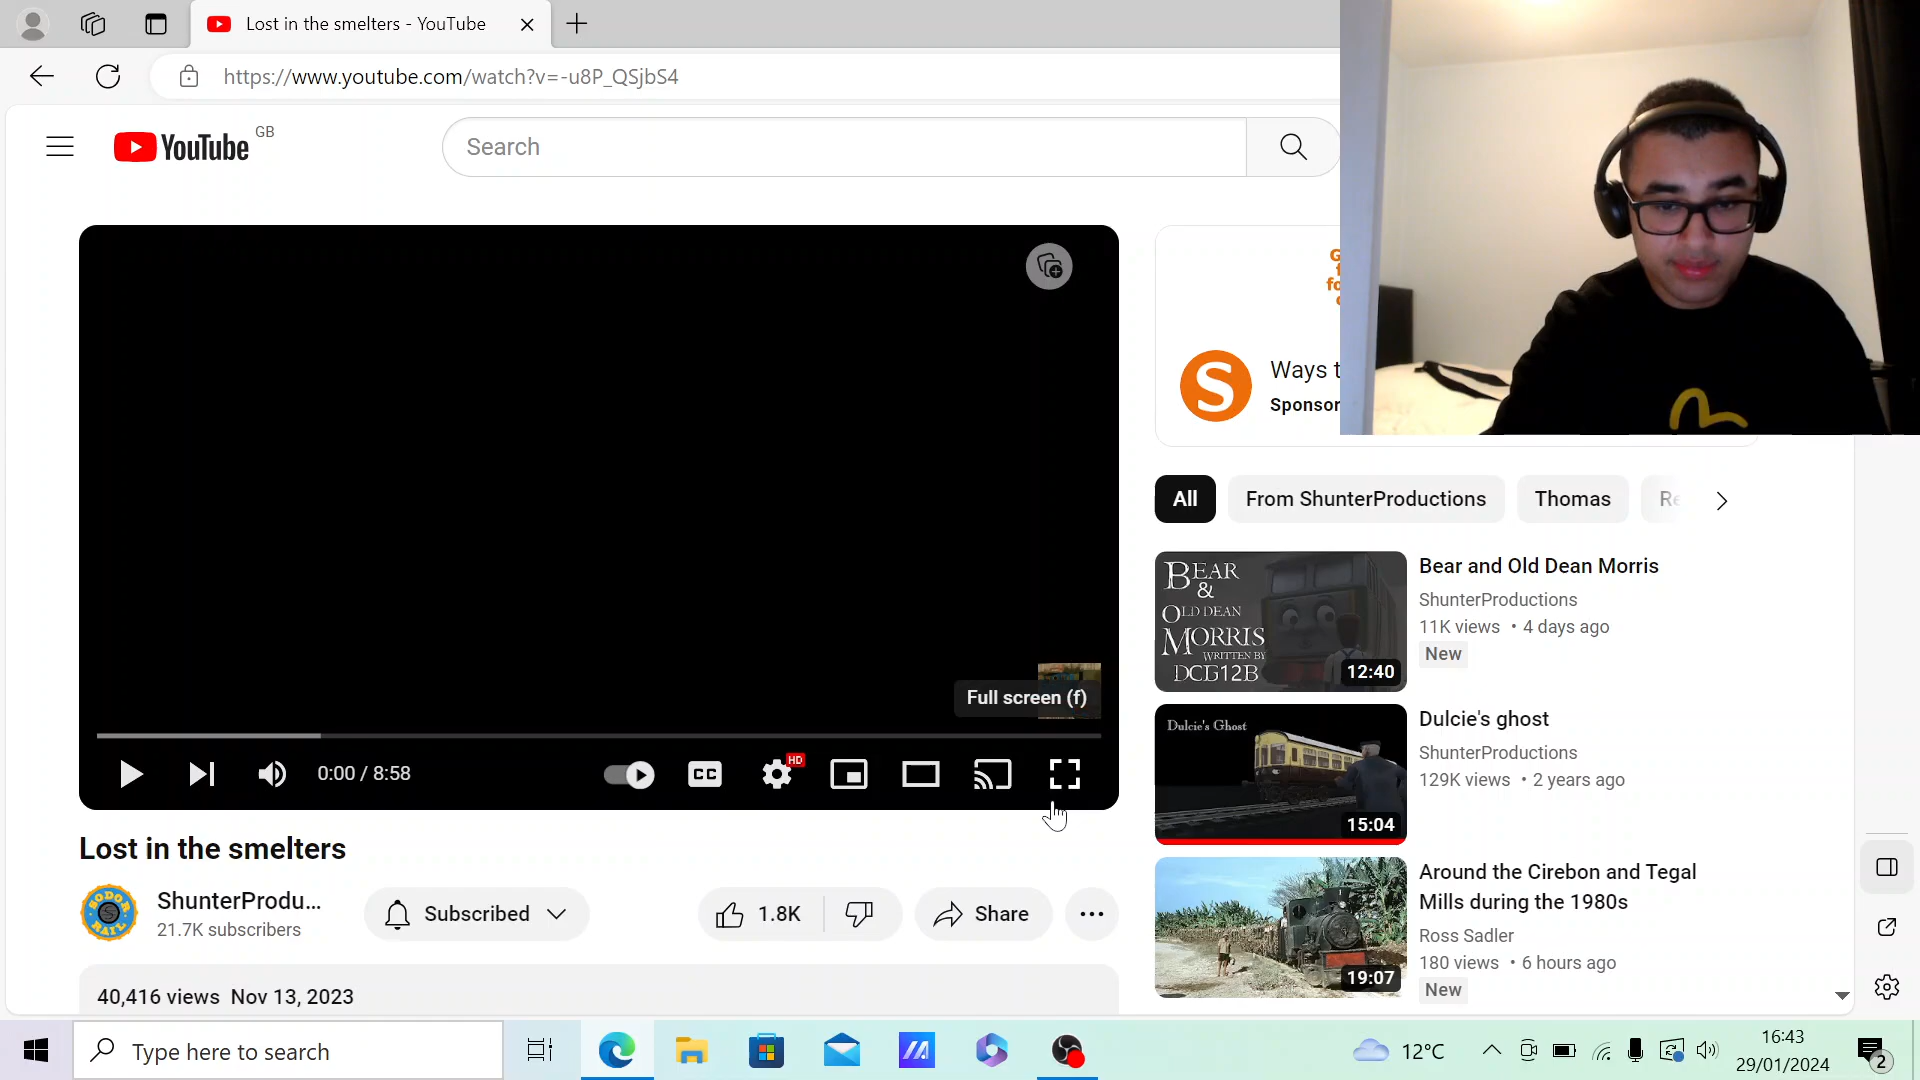 Lost in the smelters - YouTube
https://www.youtube.com/watch?v=-u8P_QSjbS4
YouTube GB
Search
Ways t
Sponsor
Full screen (f)
0:00 / 8:58
CC
HD
Lost in the smelters
ShunterProdu...
21.7K subscribers
Subscribed
1.8K
Share
40,416 views Nov 13, 2023
All
From ShunterProductions
Thomas
Re
BEAR
&
OLD DEAN
MORRIS
WRITTEN BY
DCG12B
12:40
Bear and Old Dean Morris
ShunterProductions
11K views • 4 days ago
New
Dulcie's Ghost
15:04
Dulcie's ghost
ShunterProductions
129K views • 2 years ago
19:07
Around the Cirebon and Tegal
Mills during the 1980s
Ross Sadler
180 views • 6 hours ago
New
Type here to search
12°C
16:43
29/01/2024
2